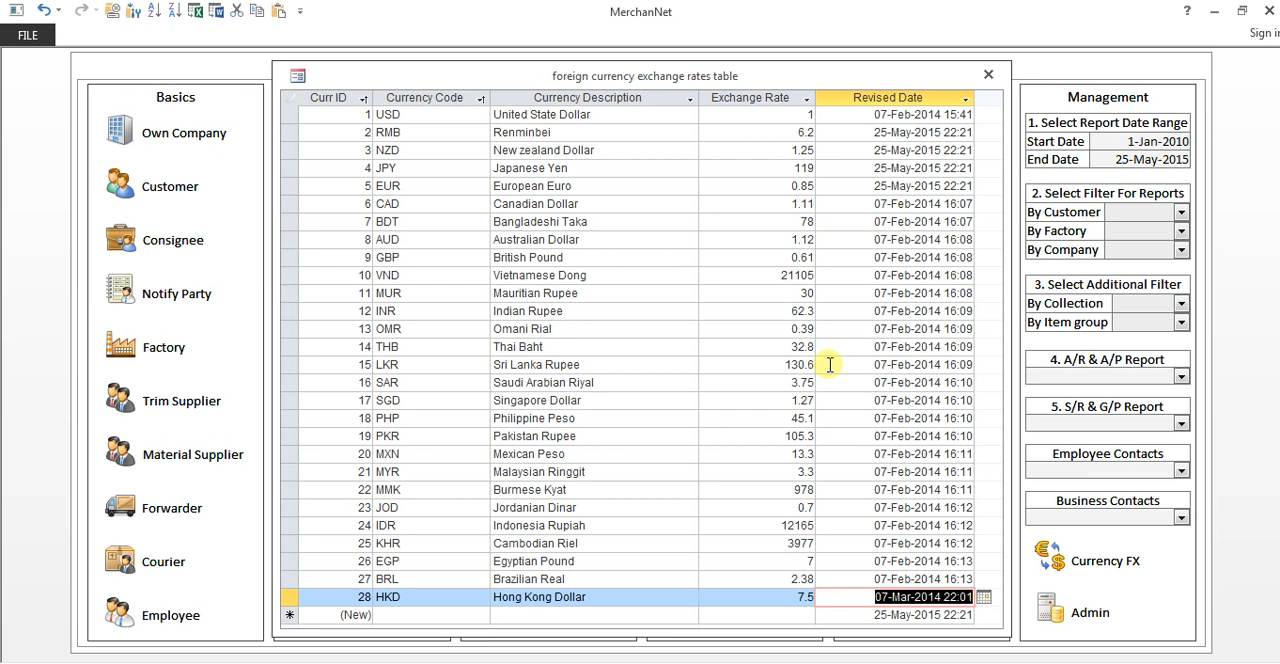 MerchanNet
?
FILE
Sign in
Basics
Own Company
Customer
Consignee
Notify Party
Factory
Trim Supplier
Material Supplier
Forwarder
Courier
Employee
foreign currency exchange rates table
Curr ID Currency Code Currency Description Exchange Rate Revised Date
1 USD United State Dollar 1 07-Feb-2014 15:41
2 RMB Renminbei 6.2 25-May-2015 22:21
3 NZD New zealand Dollar 1.25 25-May-2015 22:21
4 JPY Japanese Yen 119 25-May-2015 22:21
5 EUR European Euro 0.85 25-May-2015 22:21
6 CAD Canadian Dollar 1.11 07-Feb-2014 16:07
7 BDT Bangladeshi Taka 78 07-Feb-2014 16:07
8 AUD Australian Dollar 1.12 07-Feb-2014 16:08
9 GBP British Pound 0.61 07-Feb-2014 16:08
10 VND Vietnamese Dong 21105 07-Feb-2014 16:08
11 MUR Mauritian Rupee 30 07-Feb-2014 16:08
12 INR Indian Rupee 62.3 07-Feb-2014 16:09
13 OMR Omani Rial 0.39 07-Feb-2014 16:09
14 THB Thai Baht 32.8 07-Feb-2014 16:09
15 LKR Sri Lanka Rupee 130.6 07-Feb-2014 16:09
16 SAR Saudi Arabian Riyal 3.75 07-Feb-2014 16:10
17 SGD Singapore Dollar 1.27 07-Feb-2014 16:10
18 PHP Philippine Peso 45.1 07-Feb-2014 16:10
19 PKR Pakistan Rupee 105.3 07-Feb-2014 16:10
20 MXN Mexican Peso 13.3 07-Feb-2014 16:11
21 MYR Malaysian Ringgit 3.3 07-Feb-2014 16:11
22 MMK Burmese Kyat 978 07-Feb-2014 16:11
23 JOD Jordanian Dinar 0.7 07-Feb-2014 16:12
24 IDR Indonesia Rupiah 12165 07-Feb-2014 16:12
25 KHR Cambodian Riel 3977 07-Feb-2014 16:12
26 EGP Egyptian Pound 7 07-Feb-2014 16:13
27 BRL Brazilian Real 2.38 07-Feb-2014 16:13
28 HKD Hong Kong Dollar 7.5 07-Mar-2014 22:01
(New) 25-May-2015 22:21
Management
1. Select Report Date Range
Start Date 1-Jan-2010
End Date 25-May-2015
2. Select Filter For Reports
By Customer
By Factory
By Company
3. Select Additional Filter
By Collection
By Item group
4. A/R & A/P Report
5. S/R & G/P Report
Employee Contacts
Business Contacts
Currency FX
Admin